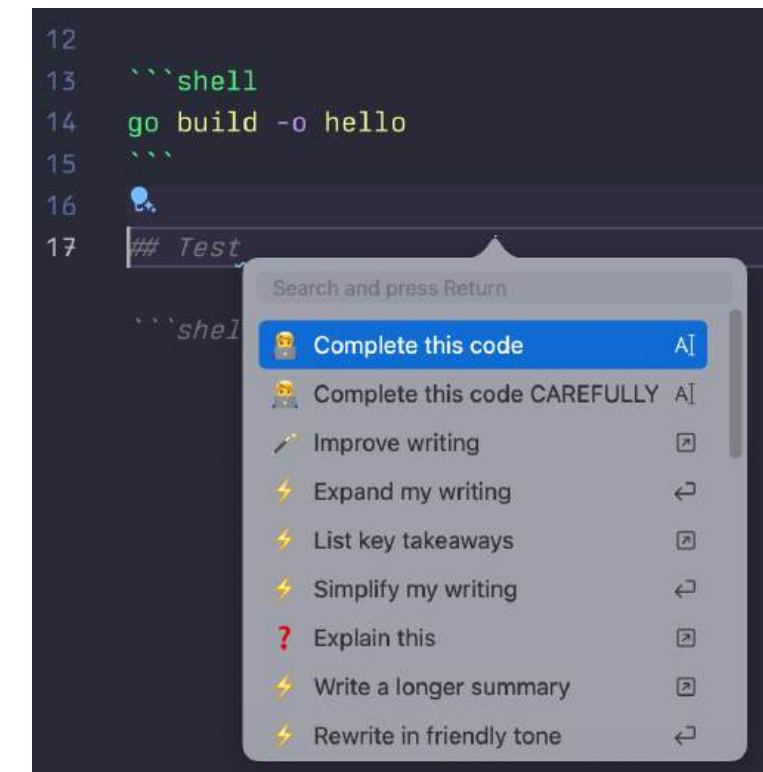 12
13 ```shell
14 go build -o hello
15 ```
16
17 ## Test
Search and press Return
```shel
Complete this code
Complete this code CAREFULLY
Improve writing
Expand my writing
List key takeaways
Simplify my writing
Explain this
Write a longer summary
Rewrite in friendly tone